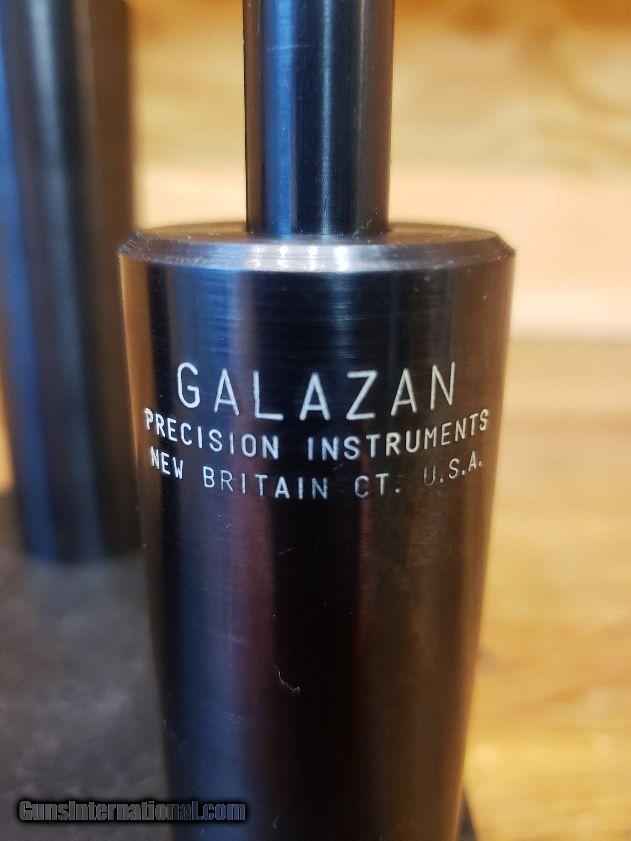 GALAZAN
PRECISION INSTRUMENTS
NEW BRITAIN CT. U.S.A.
GunsInternational.com